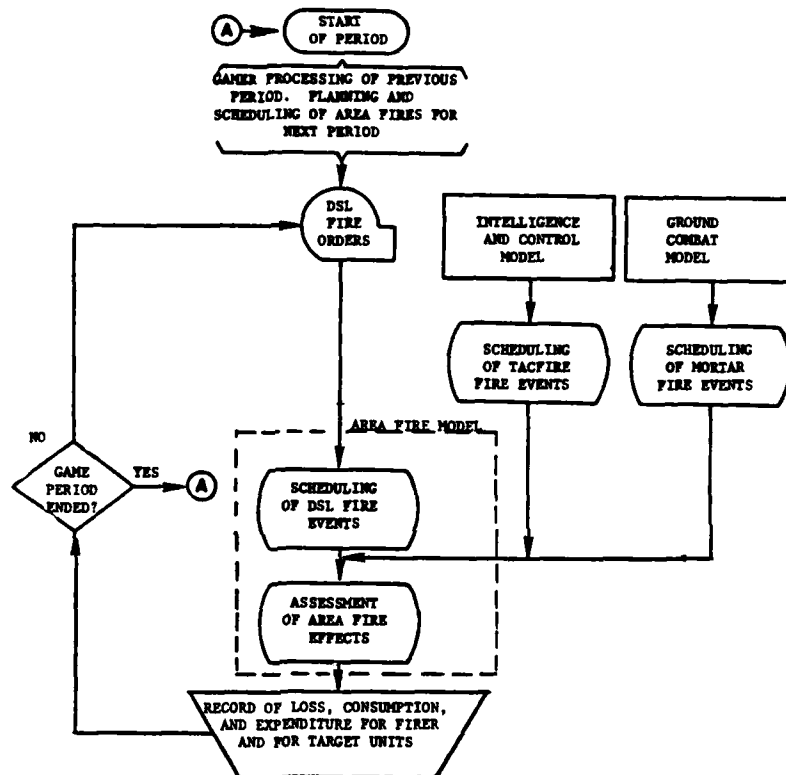 A
START
OF PERIOD
GAMER PROCESSING OF PREVIOUS
PERIOD. PLANNING AND
SCHEDULING OF AREA FIRES FOR
NEXT PERIOD
DSL
FIRE
ORDERS
INTELLIGENCE
AND CONTROL
MODEL
GROUND
COMBAT
MODEL
SCHEDULING
OF TACFIRE
FIRE EVENTS
SCHEDULING
OF MORTAR
FIRE EVENTS
AREA FIRE MODEL
NO
GAME
PERIOD
ENDED?
YES
A
SCHEDULING
OF DSL FIRE
EVENTS
ASSESSMENT
OF AREA FIRE
EFFECTS
RECORD OF LOSS, CONSUMPTION,
AND EXPENDITURE FOR FIRER
AND FOR TARGET UNITS